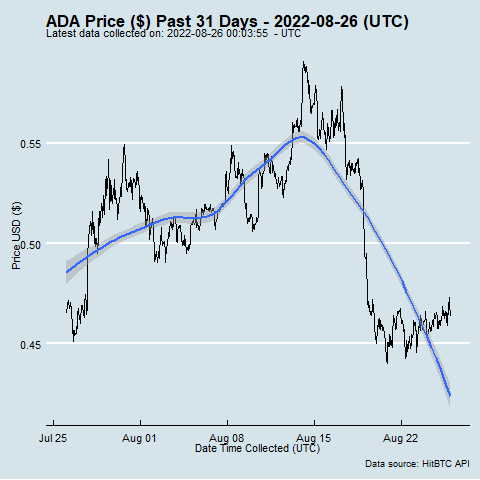 ADA Price ($) Past 31 Days - 2022-08-26 (UTC)
Latest data collected on: 2022-08-26 00:03:55 - UTC
0.55
0.50
0.45
Price USD ($)
Jul 25 Aug 01 Aug 08 Aug 15 Aug 22
Date Time Collected (UTC)
Data source: HitBTC API